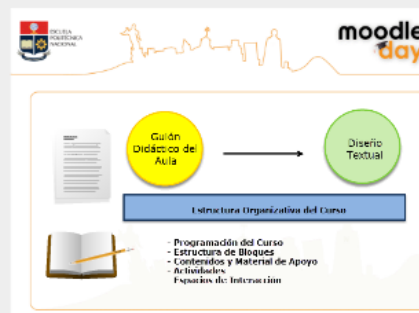 ESCUELA
POLITÉCNICA
NACIONAL
moodle
day
Guión
Didáctico del
Aula
Diseño
Textual
Estructura Organizativa del Curso
- Programación del Curso
- Estructura de Bloques
- Contenidos y Material de Apoyo
- Actividades
Espacios de Interacción